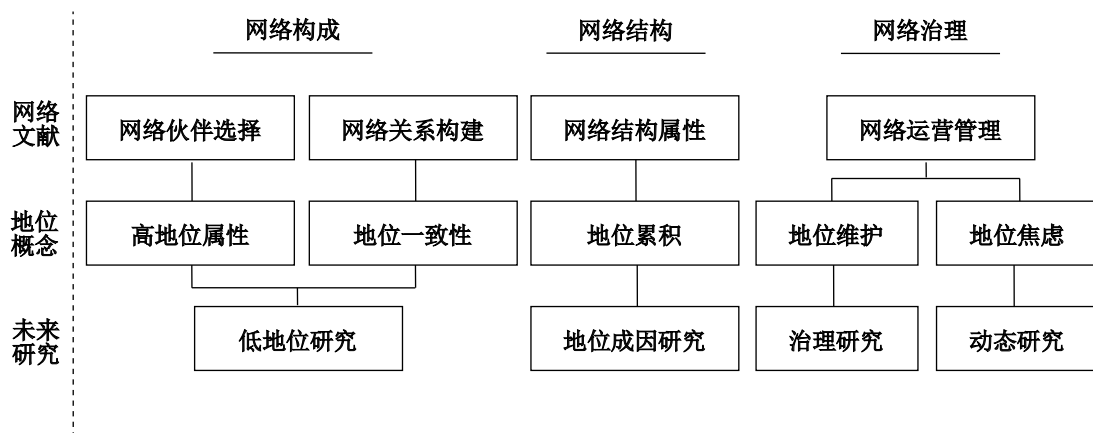 网络构成
网络结构
网络治理
网络
文献
网络伙伴选择
网络关系构建
网络结构属性
网络运营管理
地位
概念
高地位属性
地位一致性
地位累积
地位维护
地位焦虑
未来
研究
低地位研究
地位成因研究
治理研究
动态研究